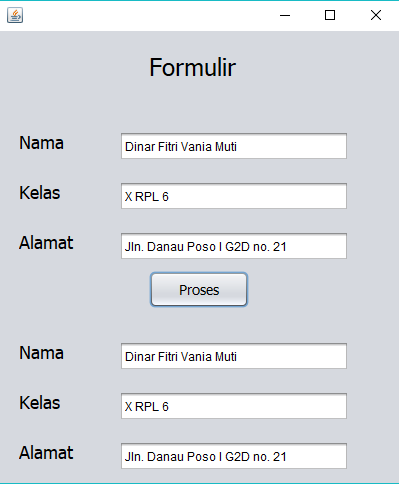 Formulir
Nama Dinar Fitri Vania Muti
Kelas X RPL 6
Alamat Jln. Danau Poso I G2D no. 21
Proses
Nama Dinar Fitri Vania Muti
Kelas X RPL 6
Alamat Jln. Danau Poso I G2D no. 21